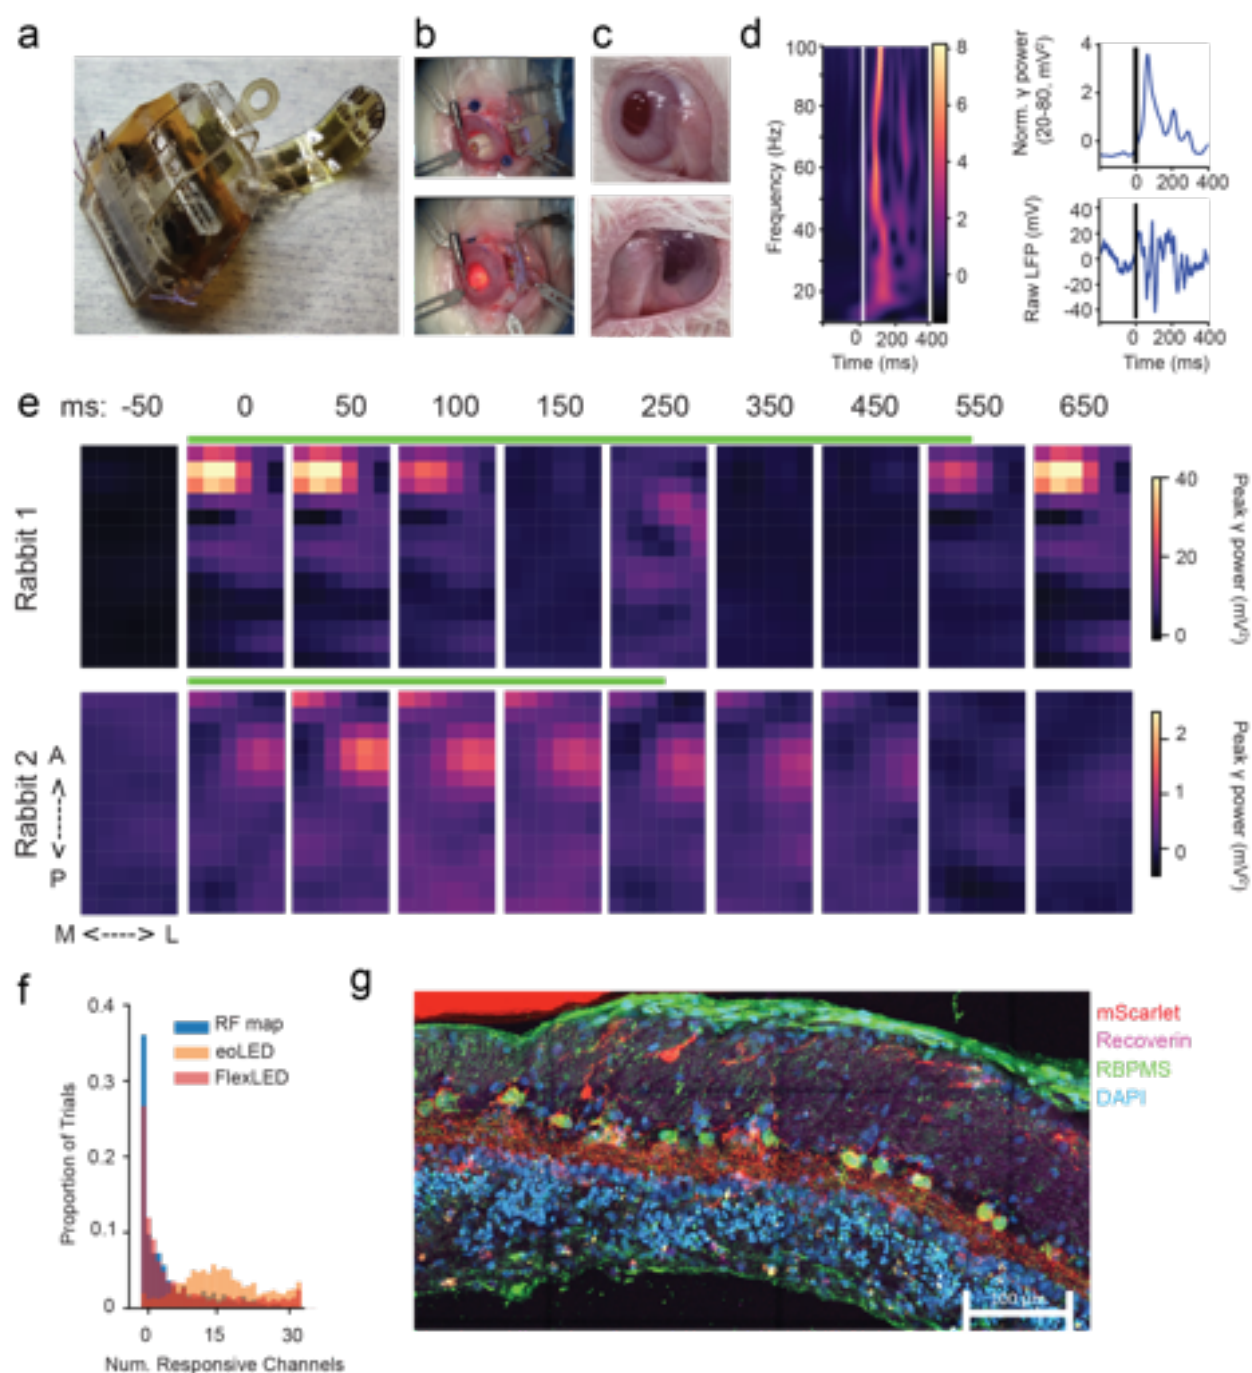 a
b
c
d
100
80
60
40
20
Frequency (Hz)
0
200
400
Time (ms)
8
6
4
2
0
Norm. γ power
(20-80, mV²)
4
2
0
0
200
400
Raw LFP (mV)
40
20
0
-20
-40
0
200
400
Time (ms)
e
ms: -50 0 50 100 150 250 350 450 550 650
Rabbit 1
40
20
0
Peak γ power (mV²)
Rabbit 2
A
<----->
P
M <----> L
2
1
0
Peak γ power (mV²)
f
0.4
0.3
0.2
0.1
0
Proportion of Trials
RF map
eoLED
FlexLED
0
15
30
Num. Responsive Channels
g
mScarlet
Recoverin
RBPMS
DAPI
100 µm